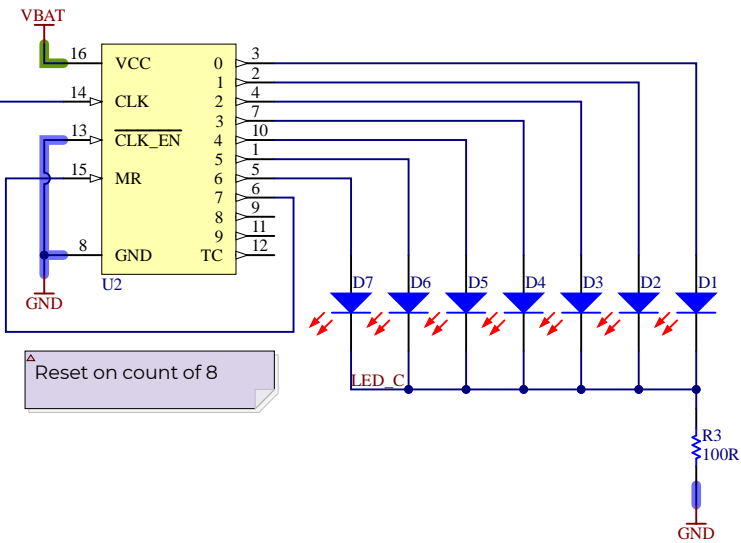 VBAT
16 VCC 0 3
1 2
14 CLK 2 4
3 7
13 CLK_EN 4 10
5 1
15 MR 6 5
7 6
8 9
9 11
8 GND TC 12
U2
GND
D7 D6 D5 D4 D3 D2 D1
Reset on count of 8
LED_C
R3
100R
GND